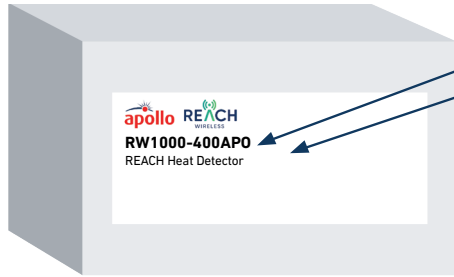 apollo REACH
WIRELESS
RW1000-400APO
REACH Heat Detector